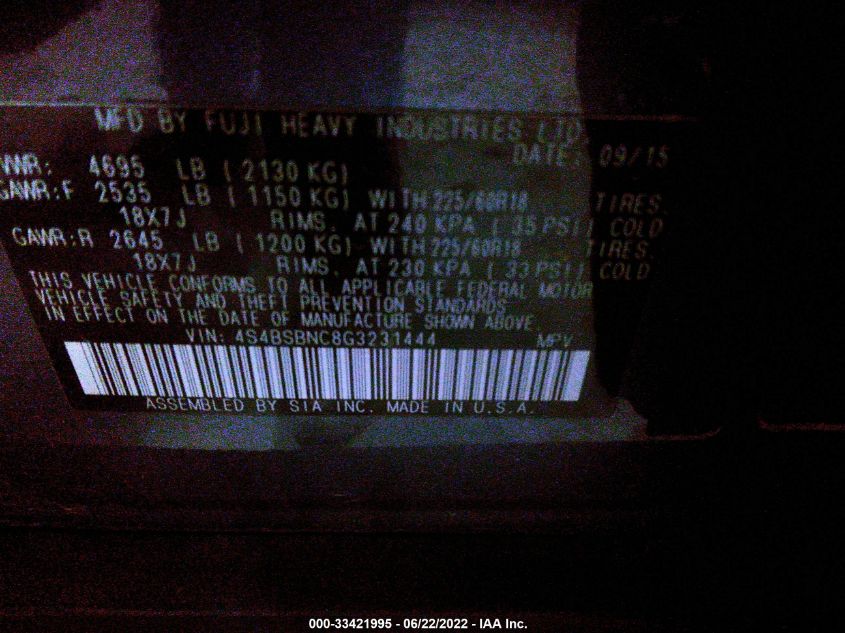 MFD BY FUJI HEAVY INDUSTRIES LTD.
DATE: 09/15
GVWR: 4695 LB ( 2130 KG)
GAWR:F 2535 LB ( 1150 KG) WITH 225/60R18 TIRES.
18X7J RIMS. AT 240 KPA ( 35 PSI) COLD
GAWR:R 2645 LB ( 1200 KG) WITH 225/60R18 TIRES.
18X7J RIMS. AT 230 KPA ( 33 PSI) COLD
THIS VEHICLE CONFORMS TO ALL APPLICABLE FEDERAL MOTOR
VEHICLE SAFETY AND THEFT PREVENTION STANDARDS
IN EFFECT ON THE DATE OF MANUFACTURE SHOWN ABOVE
VIN: 4S4BSBNC8G3231444 MPV
ASSEMBLED BY SIA INC. MADE IN U.S.A.
000-33421995 - 06/22/2022 - IAA Inc.